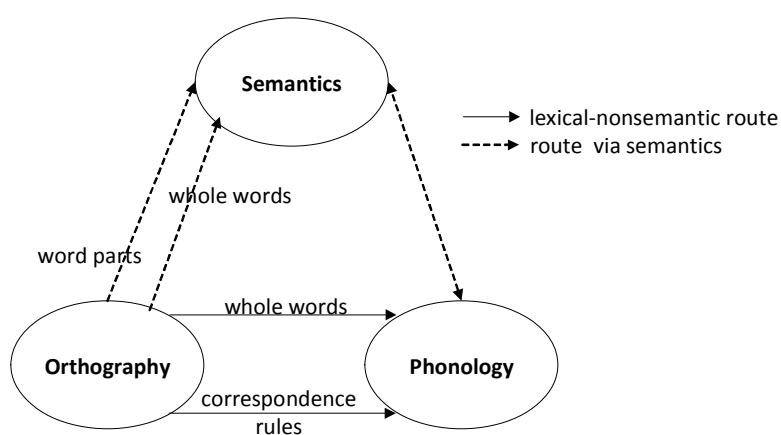 Semantics
lexical-nonsemantic route
route via semantics
whole words
word parts
whole words
Orthography
Phonology
correspondence
rules